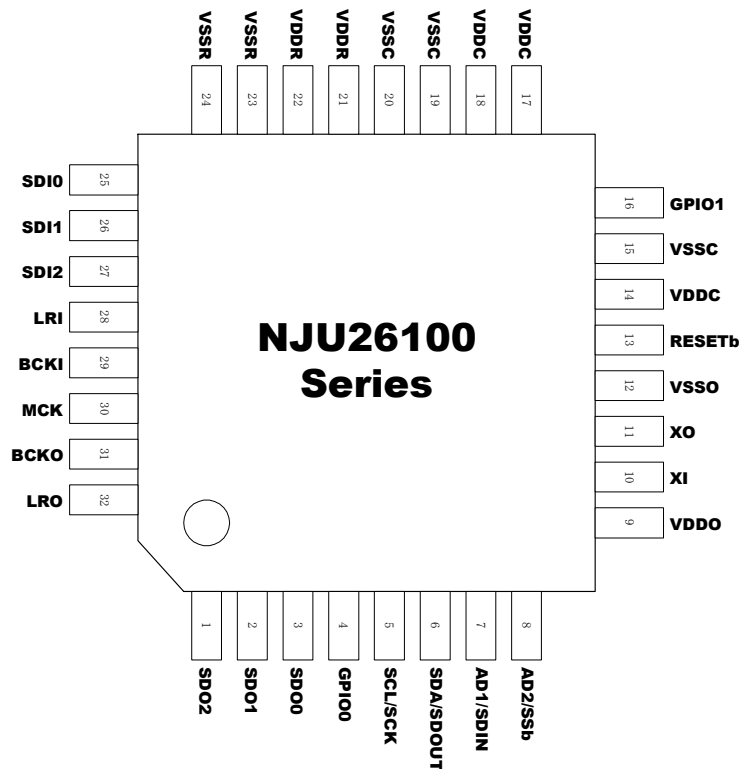 VSSR VSSR VDDR VDDR VSSC VSSC VDDC VDDC
24 23 22 21 20 19 18 17
SDI0 25
SDI1 26
SDI2 27
LRI 28
BCKI 29
MCK 30
BCKO 31
LRO 32
NJU26100
Series
16 GPIO1
15 VSSC
14 VDDC
13 RESETb
12 VSSO
11 XO
10 XI
9 VDDO
1 2 3 4 5 6 7 8
SDO2 SDO1 SDO0 GPIO0 SCL/SCK SDA/SDOUT AD1/SDIN AD2/SSb